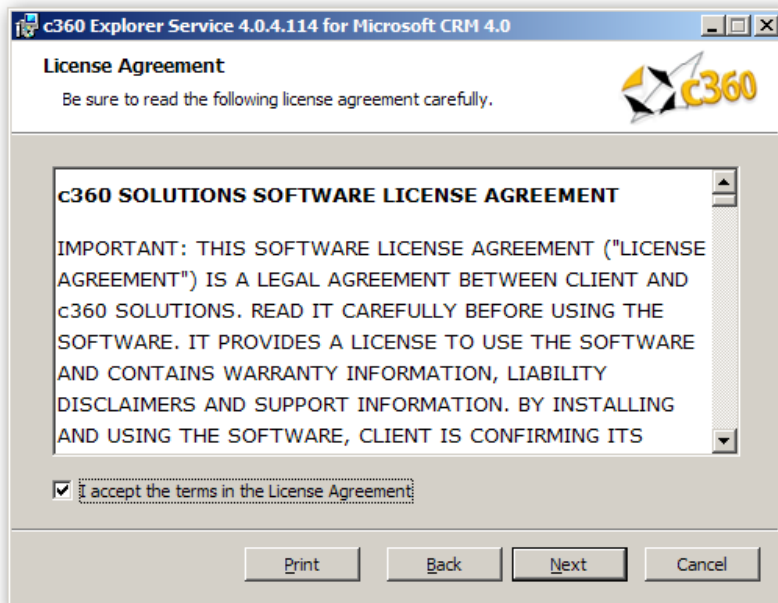 c360 Explorer Service 4.0.4.114 for Microsoft CRM 4.0
License Agreement
Be sure to read the following license agreement carefully.
c360
c360 SOLUTIONS SOFTWARE LICENSE AGREEMENT
IMPORTANT: THIS SOFTWARE LICENSE AGREEMENT ("LICENSE
AGREEMENT") IS A LEGAL AGREEMENT BETWEEN CLIENT AND
c360 SOLUTIONS. READ IT CAREFULLY BEFORE USING THE
SOFTWARE. IT PROVIDES A LICENSE TO USE THE SOFTWARE
AND CONTAINS WARRANTY INFORMATION, LIABILITY
DISCLAIMERS AND SUPPORT INFORMATION. BY INSTALLING
AND USING THE SOFTWARE, CLIENT IS CONFIRMING ITS
I accept the terms in the License Agreement
Print Back Next Cancel